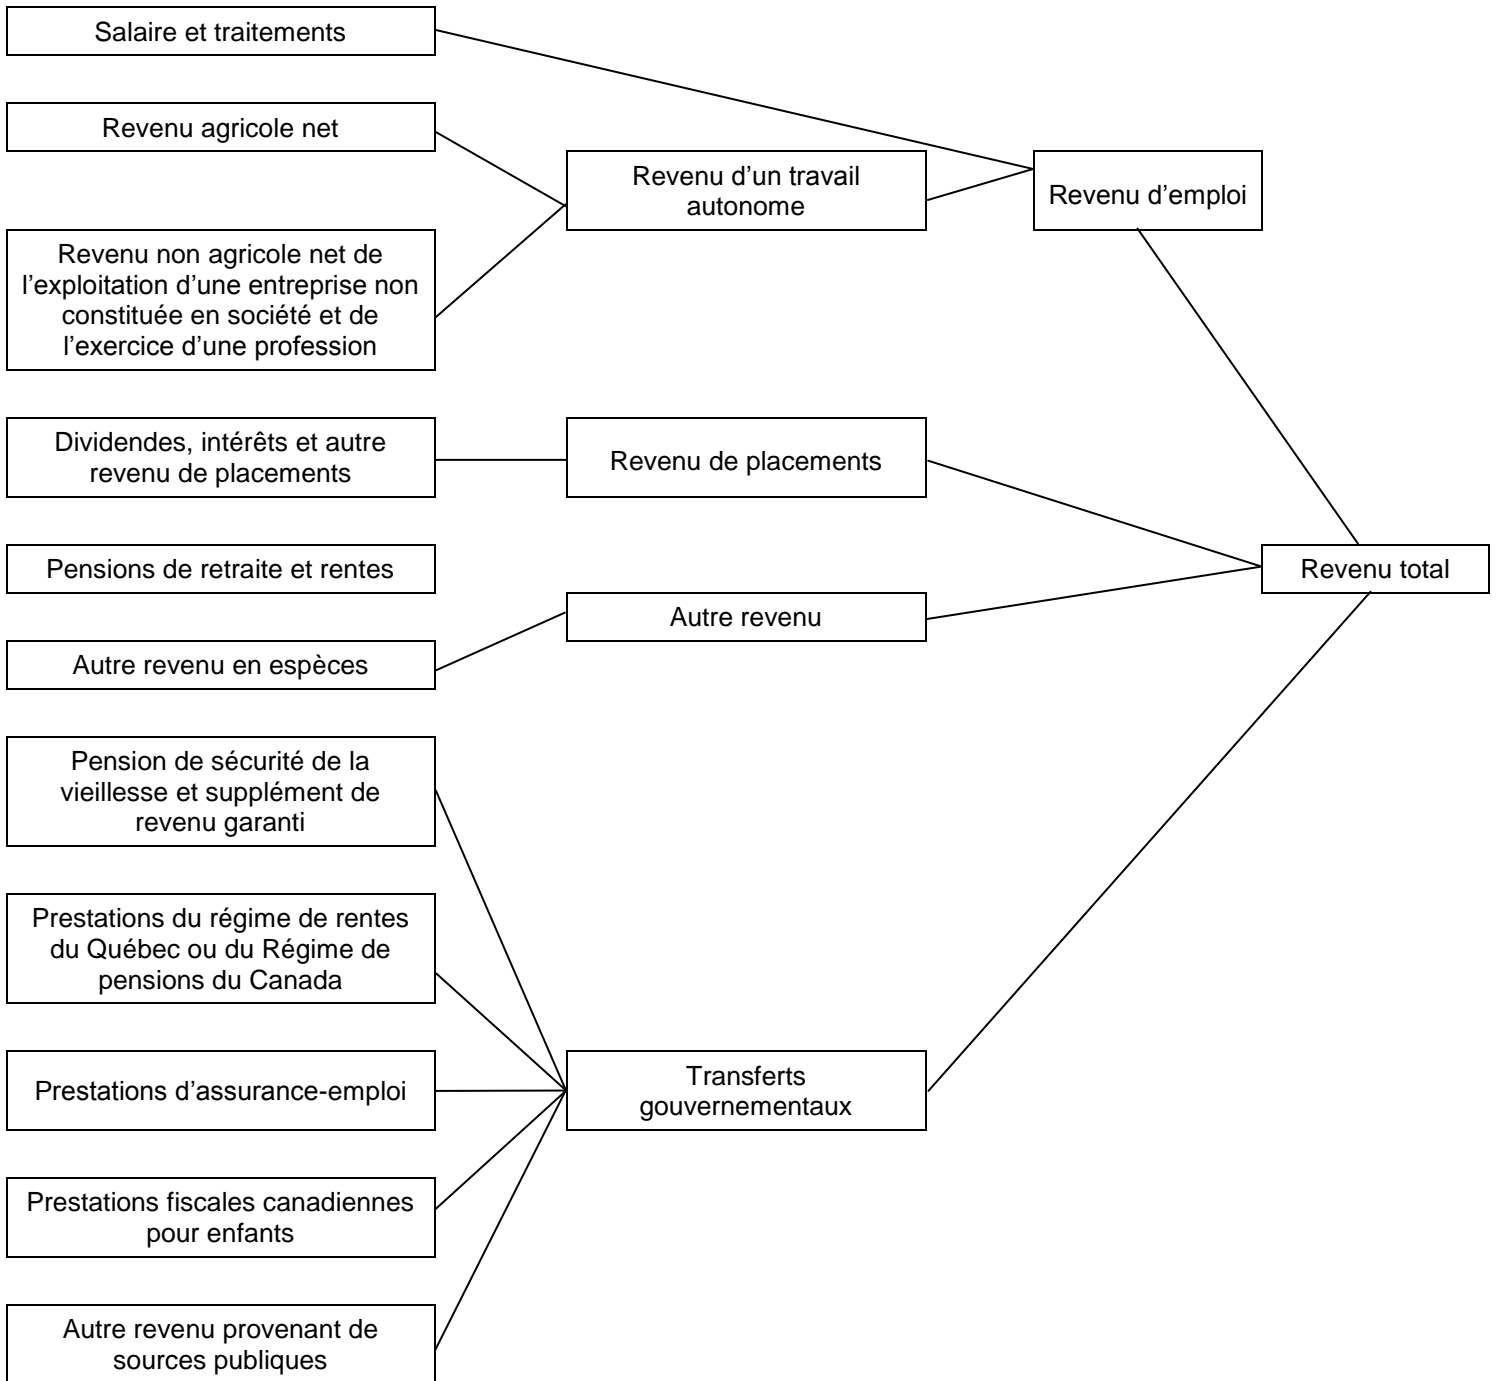 Salaire et traitements
Revenu agricole net
Revenu d’un travail
autonome
Revenu d’emploi
Revenu non agricole net de
l’exploitation d’une entreprise non
constituée en société et de
l’exercice d’une profession
Dividendes, intérêts et autre
revenu de placements
Revenu de placements
Pensions de retraite et rentes
Revenu total
Autre revenu
Autre revenu en espèces
Pension de sécurité de la
vieillesse et supplément de
revenu garanti
Prestations du régime de rentes
du Québec ou du Régime de
pensions du Canada
Prestations d’assurance-emploi
Transferts
gouvernementaux
Prestations fiscales canadiennes
pour enfants
Autre revenu provenant de
sources publiques